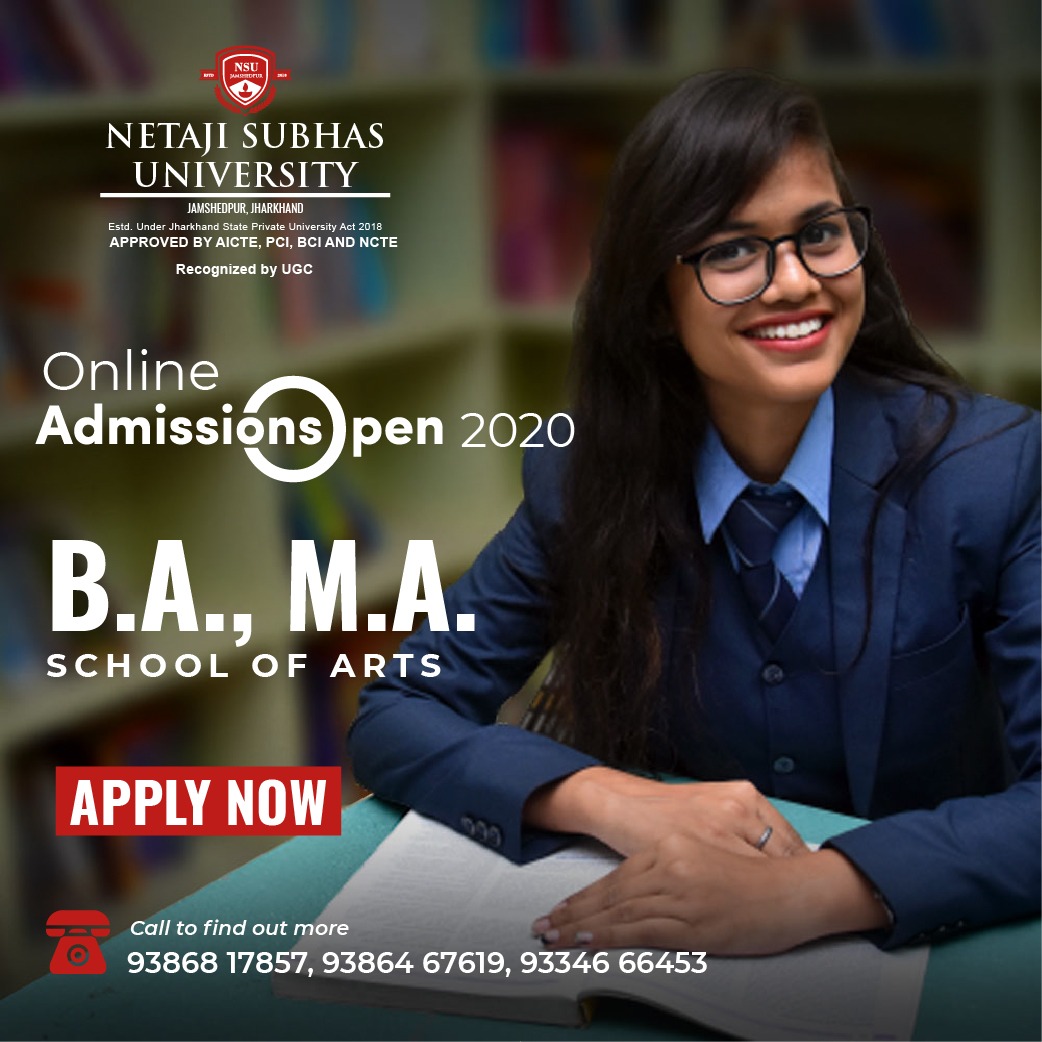 NSU
JAMSHEDPUR
ESTD 2018
NETAJI SUBHAS
UNIVERSITY
JAMSHEDPUR, JHARKHAND
Estd. Under Jharkhand State Private University Act 2018
APPROVED BY AICTE, PCI, BCI AND NCTE
Recognized by UGC
Online
Admissions Open 2020
B.A., M.A.
SCHOOL OF ARTS
APPLY NOW
Call to find out more
93868 17857, 93864 67619, 93346 66453